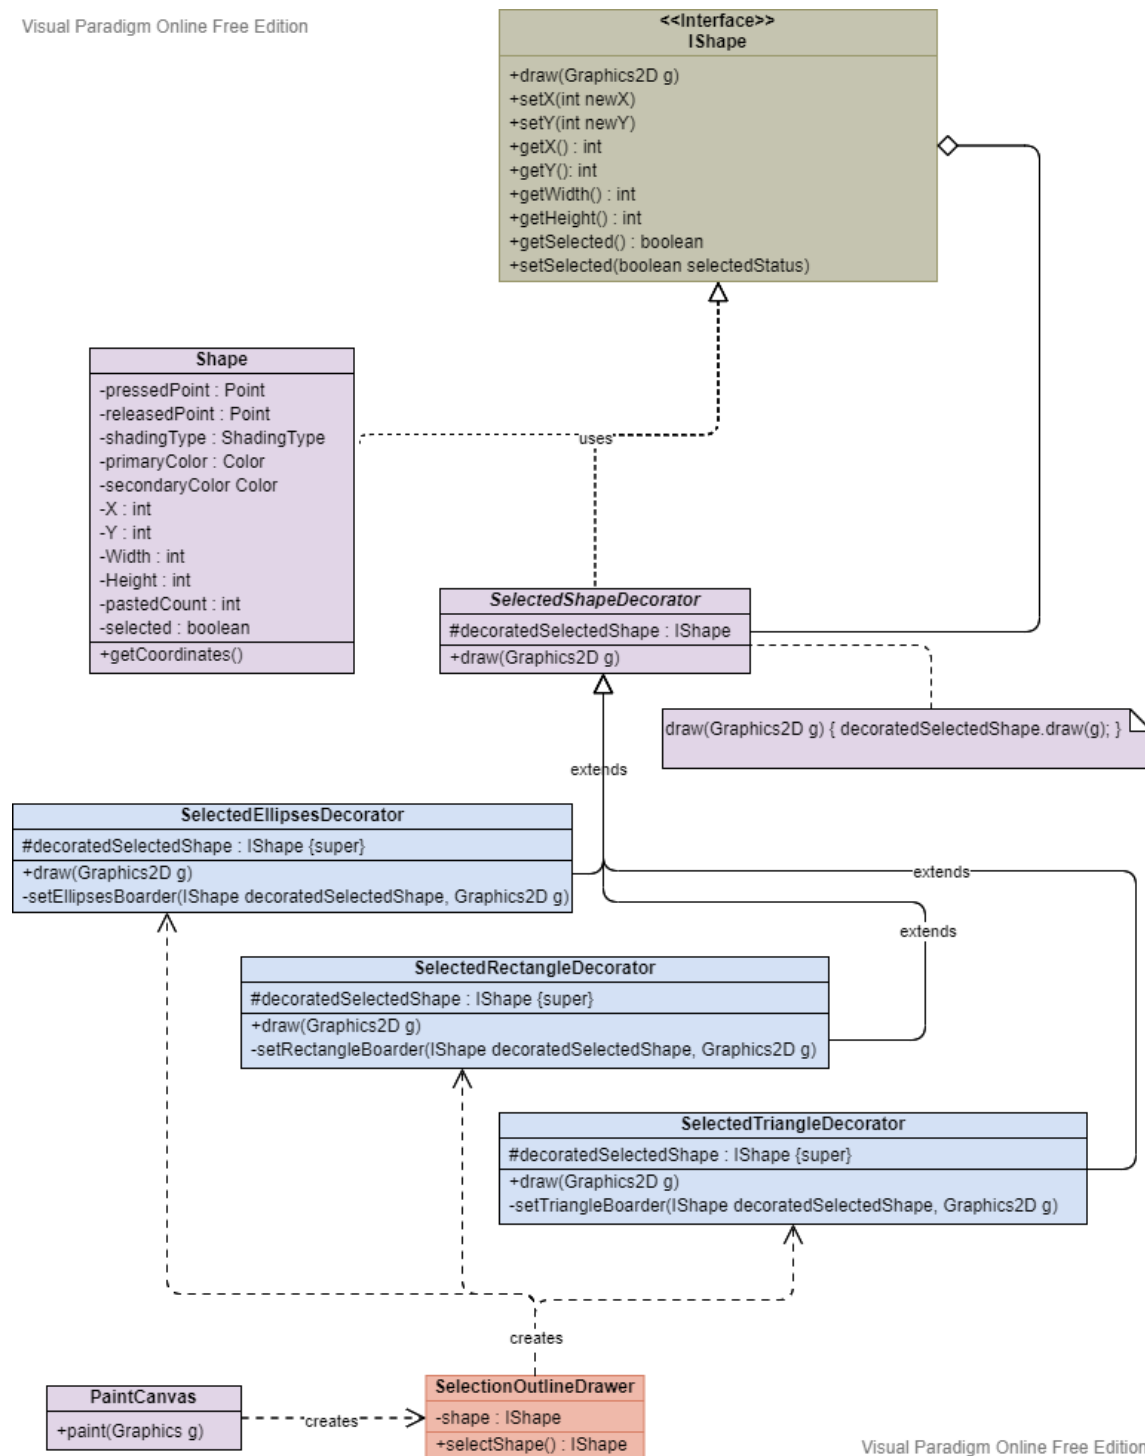 Visual Paradigm Online Free Edition
<<Interface>>
IShape
+draw(Graphics2D g)
+setX(int newX)
+setY(int newY)
+getX() : int
+getY(): int
+getWidth() : int
+getHeight() : int
+getSelected() : boolean
+setSelected(boolean selectedStatus)
Shape
-pressedPoint : Point
-releasedPoint : Point
-shadingType : ShadingType
-primaryColor : Color
-secondaryColor Color
-X : int
-Y : int
-Width : int
-Height : int
-pastedCount : int
-selected : boolean
+getCoordinates()
uses
SelectedShapeDecorator
#decoratedSelectedShape : IShape
+draw(Graphics2D g)
draw(Graphics2D g) { decoratedSelectedShape.draw(g); }
extends
SelectedEllipsesDecorator
#decoratedSelectedShape : IShape {super}
+draw(Graphics2D g)
-setEllipsesBoarder(IShape decoratedSelectedShape, Graphics2D g)
extends
extends
SelectedRectangleDecorator
#decoratedSelectedShape : IShape {super}
+draw(Graphics2D g)
-setRectangleBoarder(IShape decoratedSelectedShape, Graphics2D g)
SelectedTriangleDecorator
#decoratedSelectedShape : IShape {super}
+draw(Graphics2D g)
-setTriangleBoarder(IShape decoratedSelectedShape, Graphics2D g)
creates
PaintCanvas
+paint(Graphics g)
creates
SelectionOutlineDrawer
-shape : IShape
+selectShape() : IShape
Visual Paradigm Online Free Edition